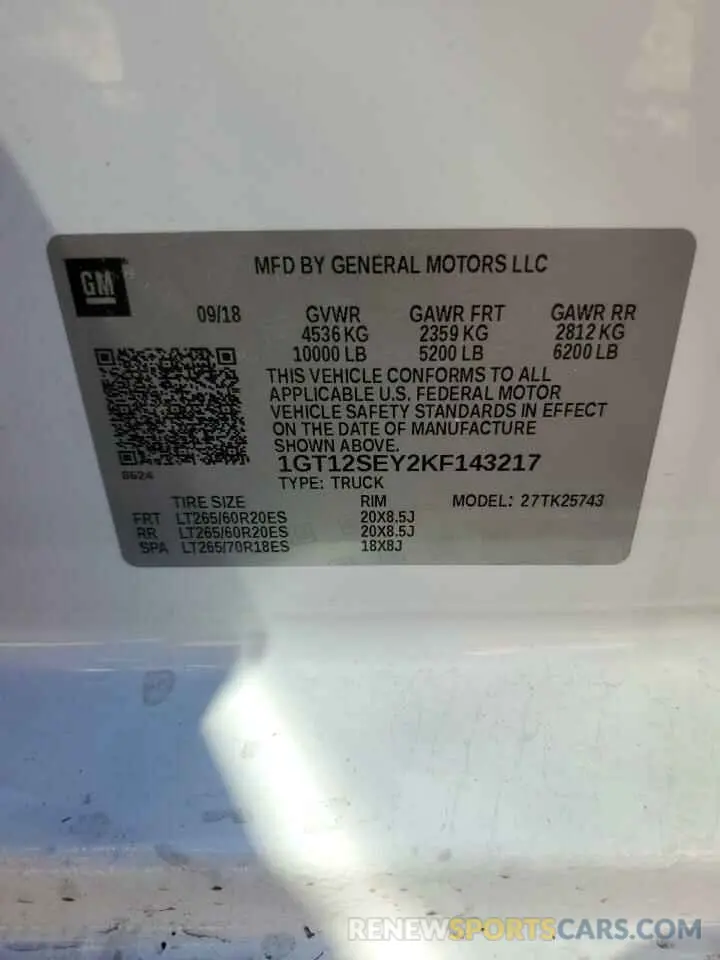 GM
MFD BY GENERAL MOTORS LLC
09/18 GVWR GAWR FRT GAWR RR
4536 KG 2359 KG 2812 KG
10000 LB 5200 LB 6200 LB
THIS VEHICLE CONFORMS TO ALL
APPLICABLE U.S. FEDERAL MOTOR
VEHICLE SAFETY STANDARDS IN EFFECT
ON THE DATE OF MANUFACTURE
SHOWN ABOVE.
8624
1GT12SEY2KF143217
TYPE: TRUCK
TIRE SIZE RIM MODEL: 27TK25743
FRT LT265/60R20ES 20X8.5J
RR LT265/60R20ES 20X8.5J
SPA LT265/70R18ES 18X8J
RENEWSPORTSCARS.COM